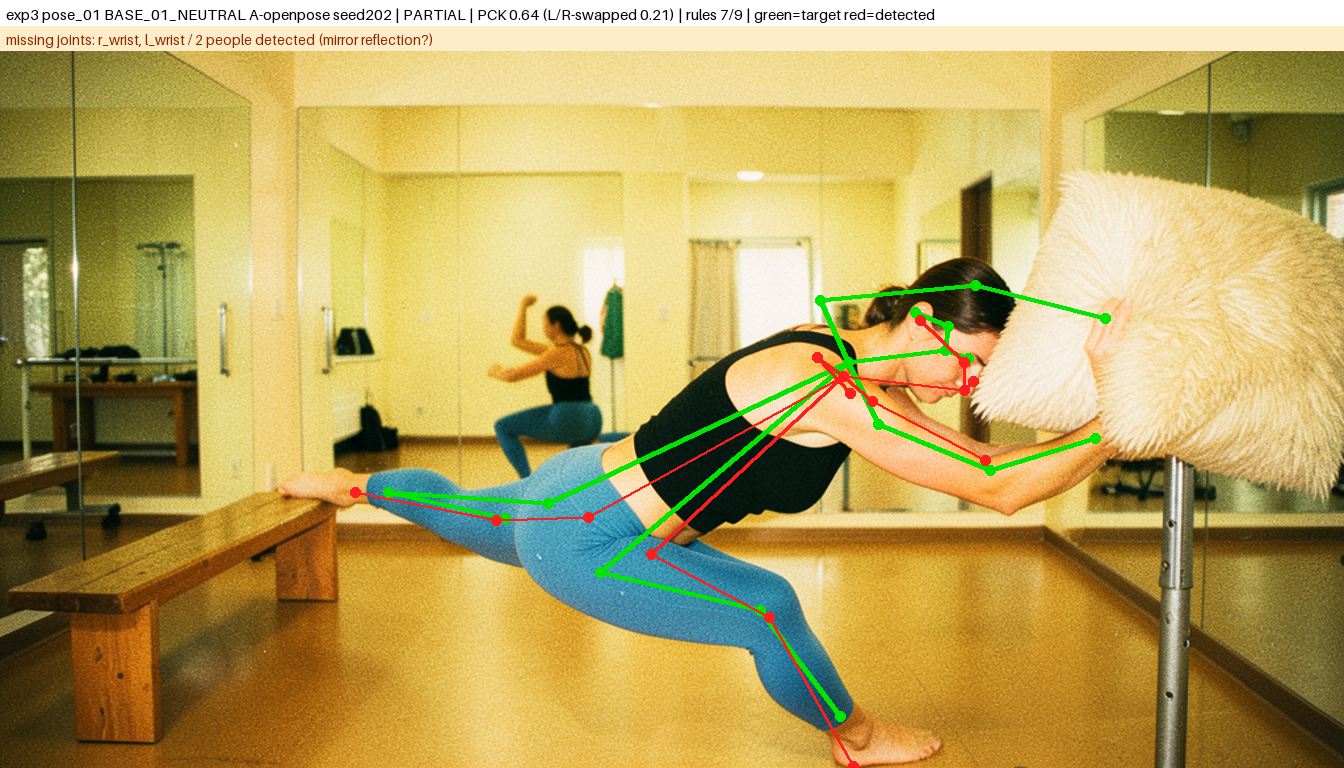 exp3 pose_01 BASE_01_NEUTRAL A-openpose seed202 | PARTIAL | PCK 0.64 (L/R-swapped 0.21) | rules 7/9 | green=target red=detected
missing joints: r_wrist, l_wrist / 2 people detected (mirror reflection?)